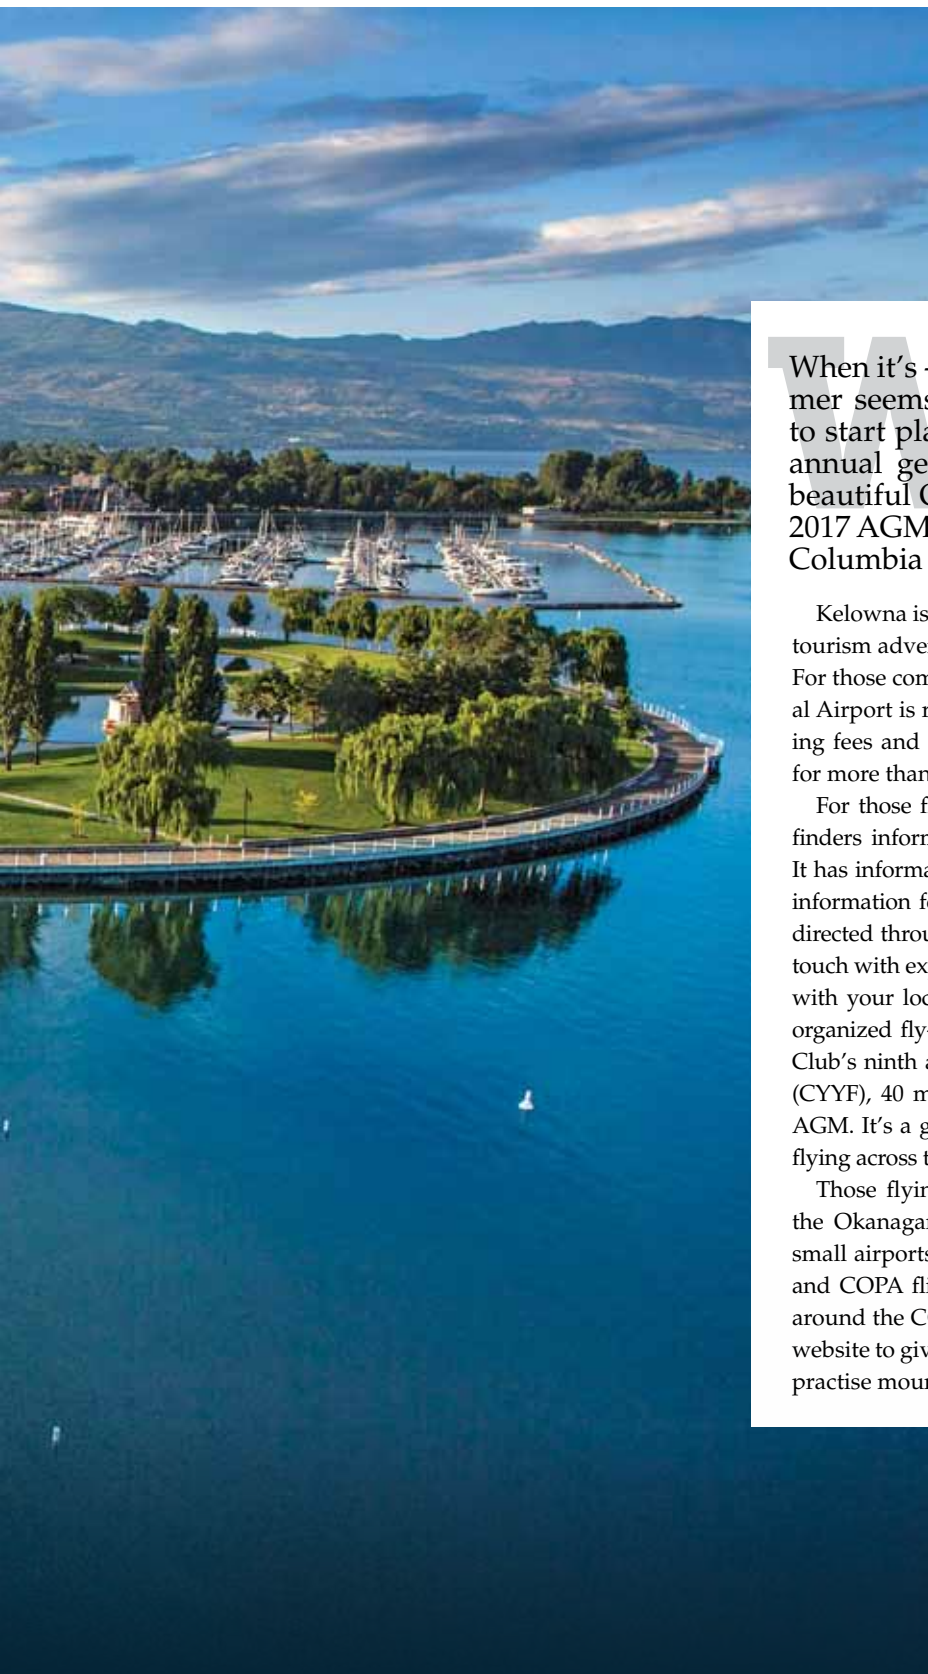 When it's -
mer seems
to start pla
annual ge
beautiful
2017 AGM
Columbia
Kelowna is
tourism adve
For those com
al Airport is
ing fees and
for more than
For those f
finders infor
It has informa
information f
directed throu
touch with ex
with your loc
organized fly-
Club's ninth a
(CYYF), 40 m
AGM. It's a g
flying across t
Those flyin
the Okanagan
small airports
and COPA fli
around the C
website to giv
practise moun